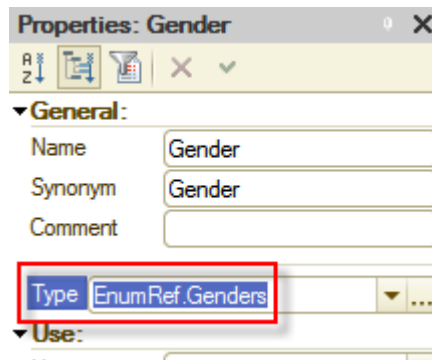 Properties: Gender
General:
Name Gender
Synonym Gender
Comment
Type EnumRef.Genders
Use: